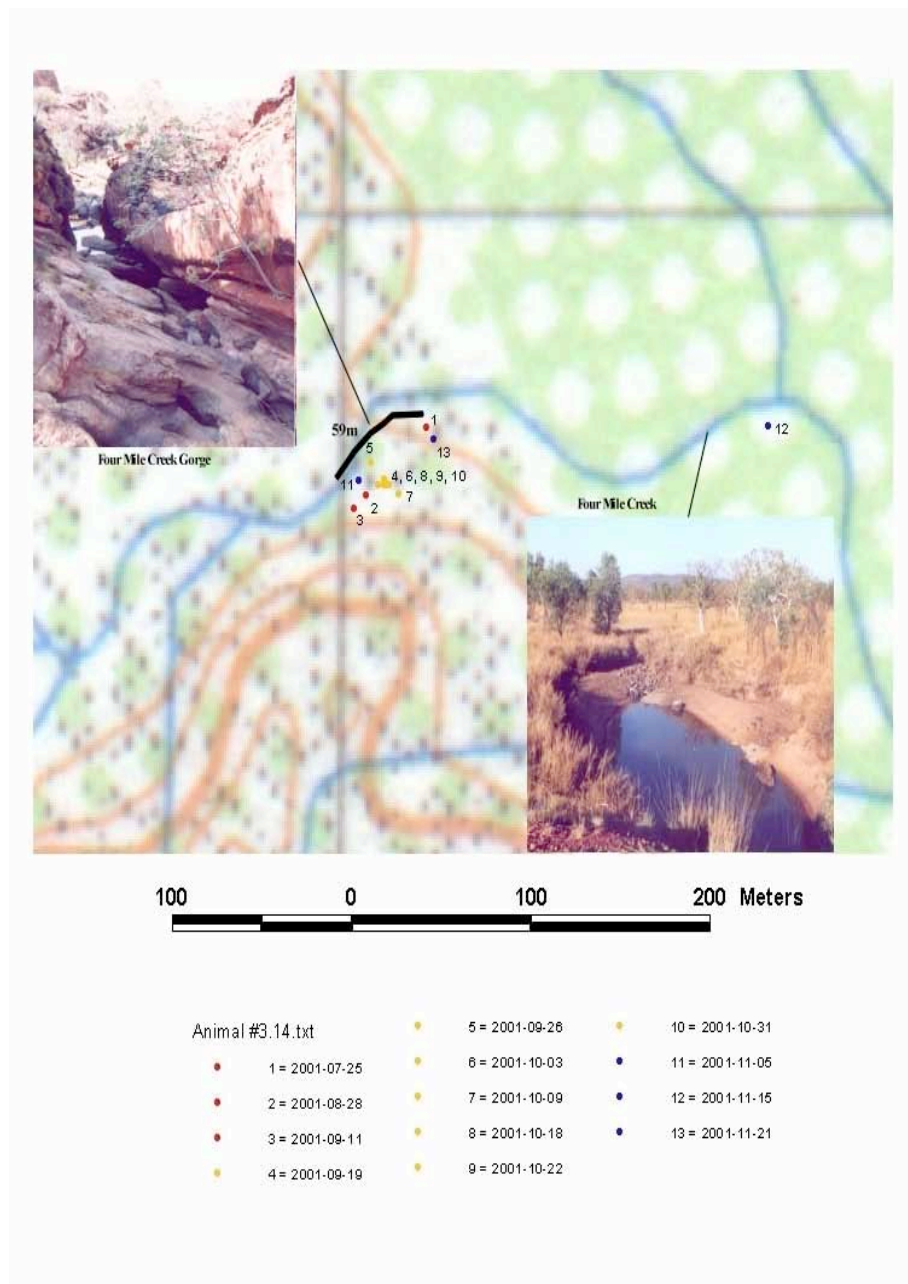 1
59m
12
5
13
Four Mile Creek Gorge
11
4, 6, 8, 9, 10
7
2
3
Four Mile Creek
100 0 100 200 Meters
Animal #3.14.txt
1 = 2001-07-25
2 = 2001-08-28
3 = 2001-09-11
4 = 2001-09-19
5 = 2001-09-26
6 = 2001-10-03
7 = 2001-10-09
8 = 2001-10-18
9 = 2001-10-22
10 = 2001-10-31
11 = 2001-11-05
12 = 2001-11-15
13 = 2001-11-21